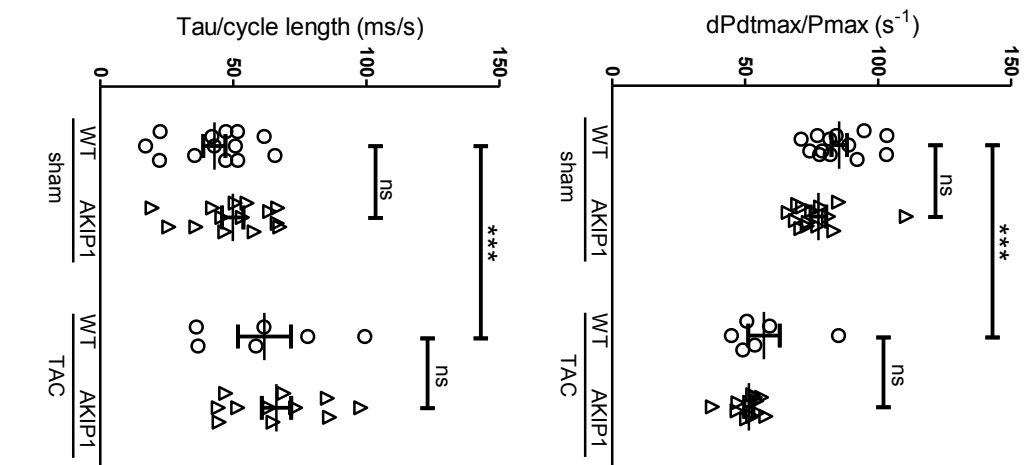 Tau/cycle length (ms/s)
0
50
100
150
ns
***
ns
WT
AKIP1
WT
AKIP1
sham
TAC
dPdtmax/Pmax (s⁻¹)
0
50
100
150
ns
***
ns
WT
AKIP1
WT
AKIP1
sham
TAC